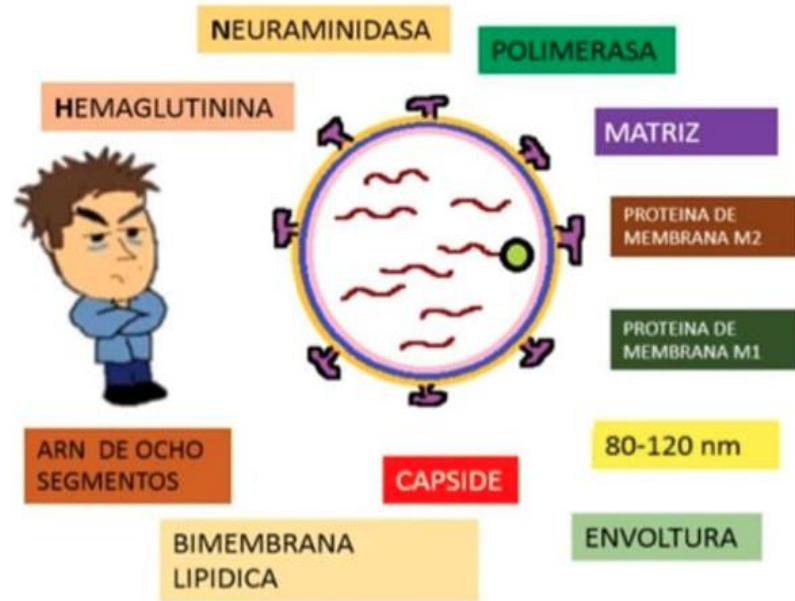 NEURAMINIDASA
POLIMERASA
HEMAGLUTININA
MATRIZ
PROTEINA DE
MEMBRANA M2
PROTEINA DE
MEMBRANA M1
ARN DE OCHO
SEGMENTOS
CAPSIDE
80-120 nm
BIMEMBRANA
LIPIDICA
ENVOLTURA